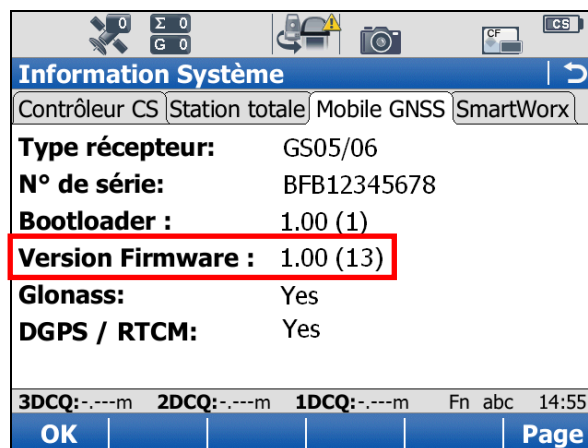 0 Σ 0 CS
G 0 CF
Information Système
Contrôleur CS Station totale Mobile GNSS SmartWorx
Type récepteur: GS05/06
N° de série: BFB12345678
Bootloader : 1.00 (1)
Version Firmware : 1.00 (13)
Glonass: Yes
DGPS / RTCM: Yes
3DCQ:-.---m 2DCQ:-.---m 1DCQ:-.---m Fn abc 14:55
OK Page